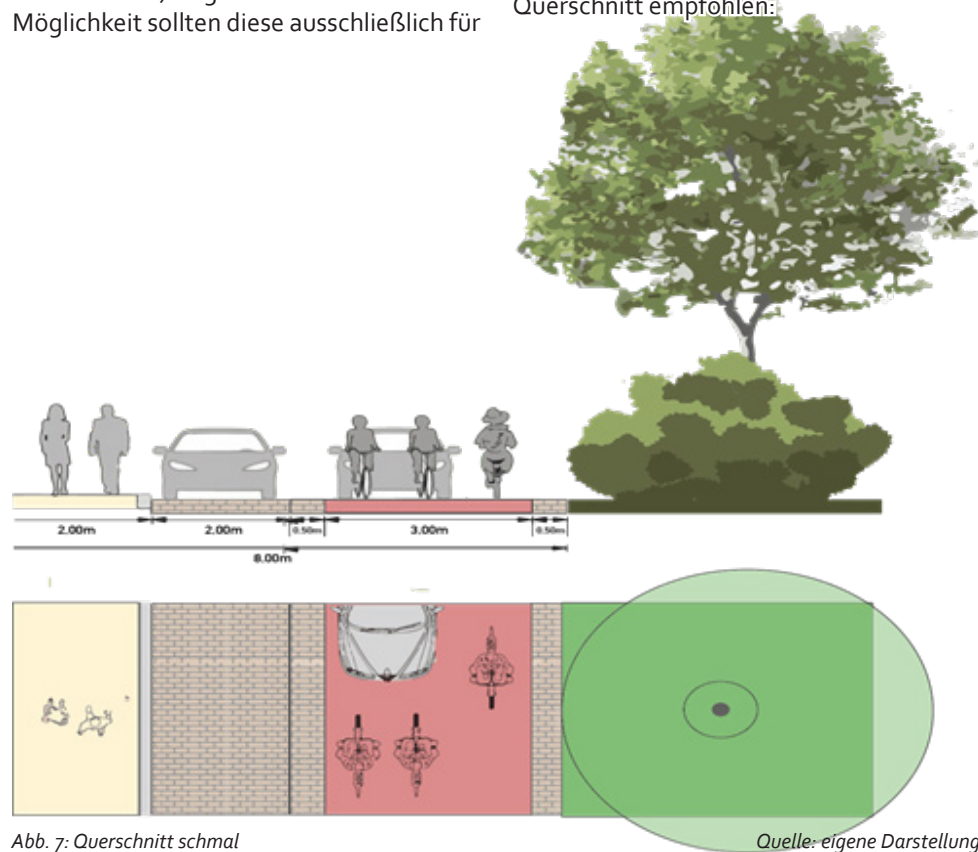 Möglichkeit sollten diese ausschließlich für
Querschnitt empfohlen:
2.00m
2.00m
0.50m
3.00m
0.50m
8.00m
Abb. 7: Querschnitt schmal
Quelle: eigene Darstellung